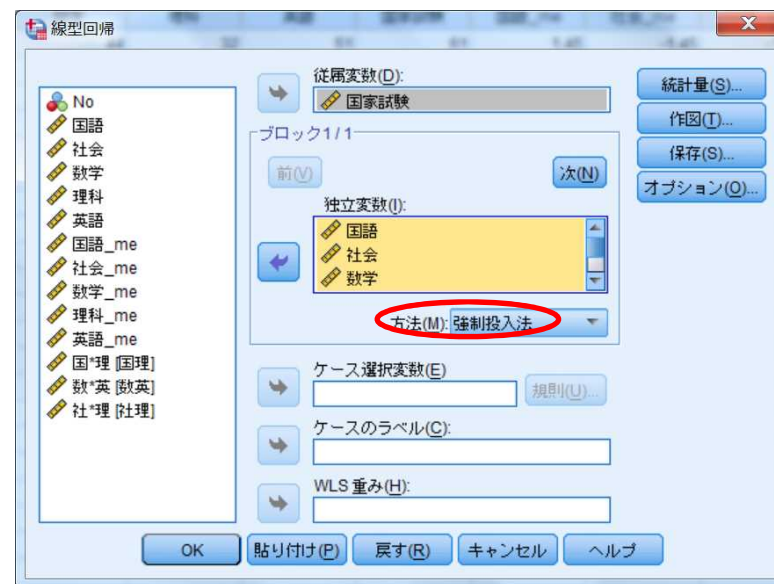 線型回帰
No
国語
社会
数学
理科
英語
国語_me
社会_me
数学_me
理科_me
英語_me
国*理 [国理]
数*英 [数英]
社*理 [社理]
従属変数(D):
国家試験
ブロック1/1
前(V)
次(N)
独立変数(I):
国語
社会
数学
方法(M): 強制投入法
ケース選択変数(E)
規則(U)...
ケースのラベル(C):
WLS 重み(H):
統計量(S)...
作図(T)...
保存(S)...
オプション(O)...
OK
貼り付け(P)
戻す(R)
キャンセル
ヘルプ